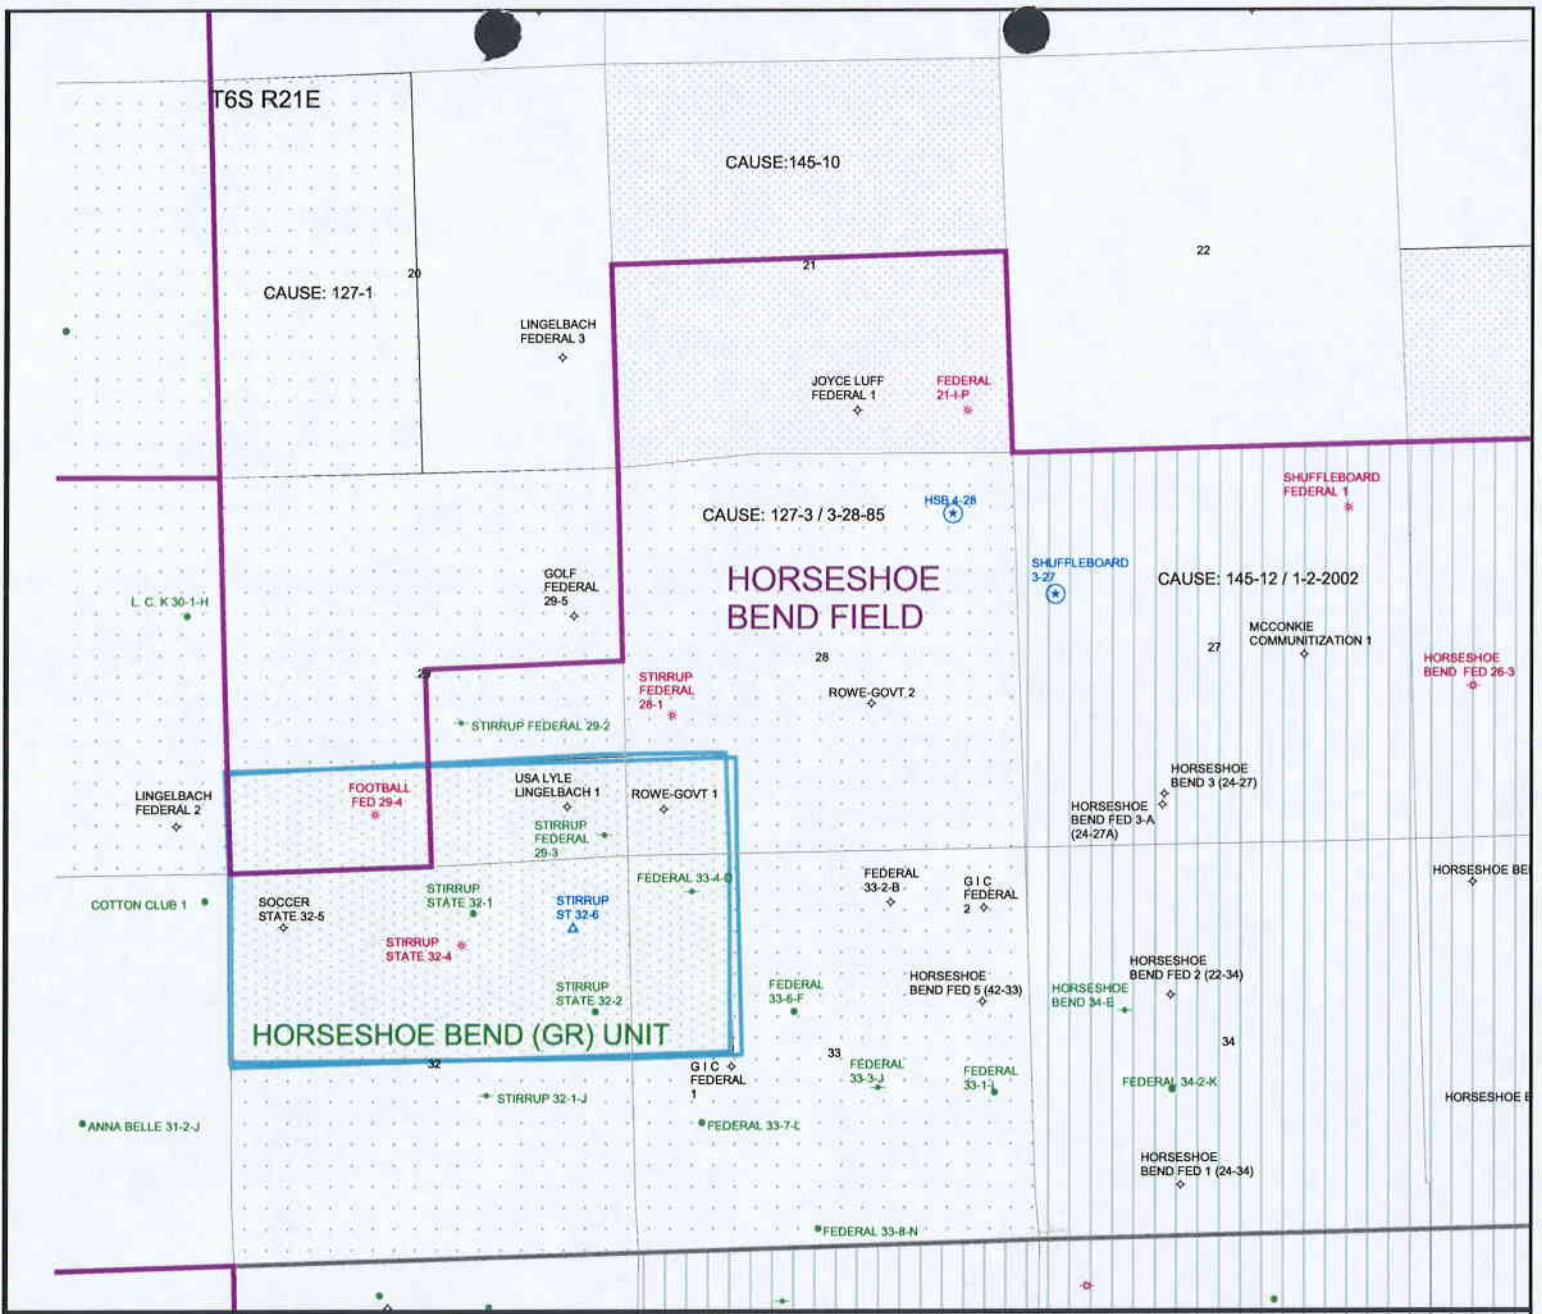 T6S R21E
CAUSE:145-10
22
21
20
CAUSE: 127-1
LINGELBACH
FEDERAL 3
JOYCE LUFF
FEDERAL 1
FEDERAL
21-I-P
SHUFFLEBOARD
FEDERAL 1
HSB 4-28
CAUSE: 127-3 / 3-28-85
SHUFFLEBOARD
3-27
CAUSE: 145-12 / 1-2-2002
HORSESHOE
BEND FIELD
GOLF
FEDERAL
29-5
L. C. K 30-1-H
MCCONKIE
COMMUNITIZATION 1
27
28
29
HORSESHOE
BEND FED 26-3
STIRRUP
FEDERAL
28-1
ROWE-GOVT 2
STIRRUP FEDERAL 29-2
HORSESHOE
BEND 3 (24-27)
USA LYLE
LINGELBACH 1
ROWE-GOVT 1
FOOTBALL
FED 29-4
LINGELBACH
FEDERAL 2
HORSESHOE
BEND FED 3-A
(24-27A)
STIRRUP
FEDERAL
29-3
FEDERAL 33-4-D
FEDERAL
33-2-B
G I C
FEDERAL
2
HORSESHOE BE
COTTON CLUB 1
SOCCER
STATE 32-5
STIRRUP
STATE 32-1
STIRRUP
ST 32-6
STIRRUP
STATE 32-4
HORSESHOE
BEND FED 2 (22-34)
HORSESHOE
BEND FED 5 (42-33)
STIRRUP
STATE 32-2
FEDERAL
33-6-F
HORSESHOE
BEND 34-E
HORSESHOE BEND (GR) UNIT
34
33
32
G I C
FEDERAL
1
FEDERAL
33-3-J
FEDERAL
33-1-I
FEDERAL 34-2-K
STIRRUP 32-1-J
HORSESHOE B
ANNA BELLE 31-2-J
FEDERAL 33-7-L
HORSESHOE
BEND FED 1 (24-34)
FEDERAL 33-8-N